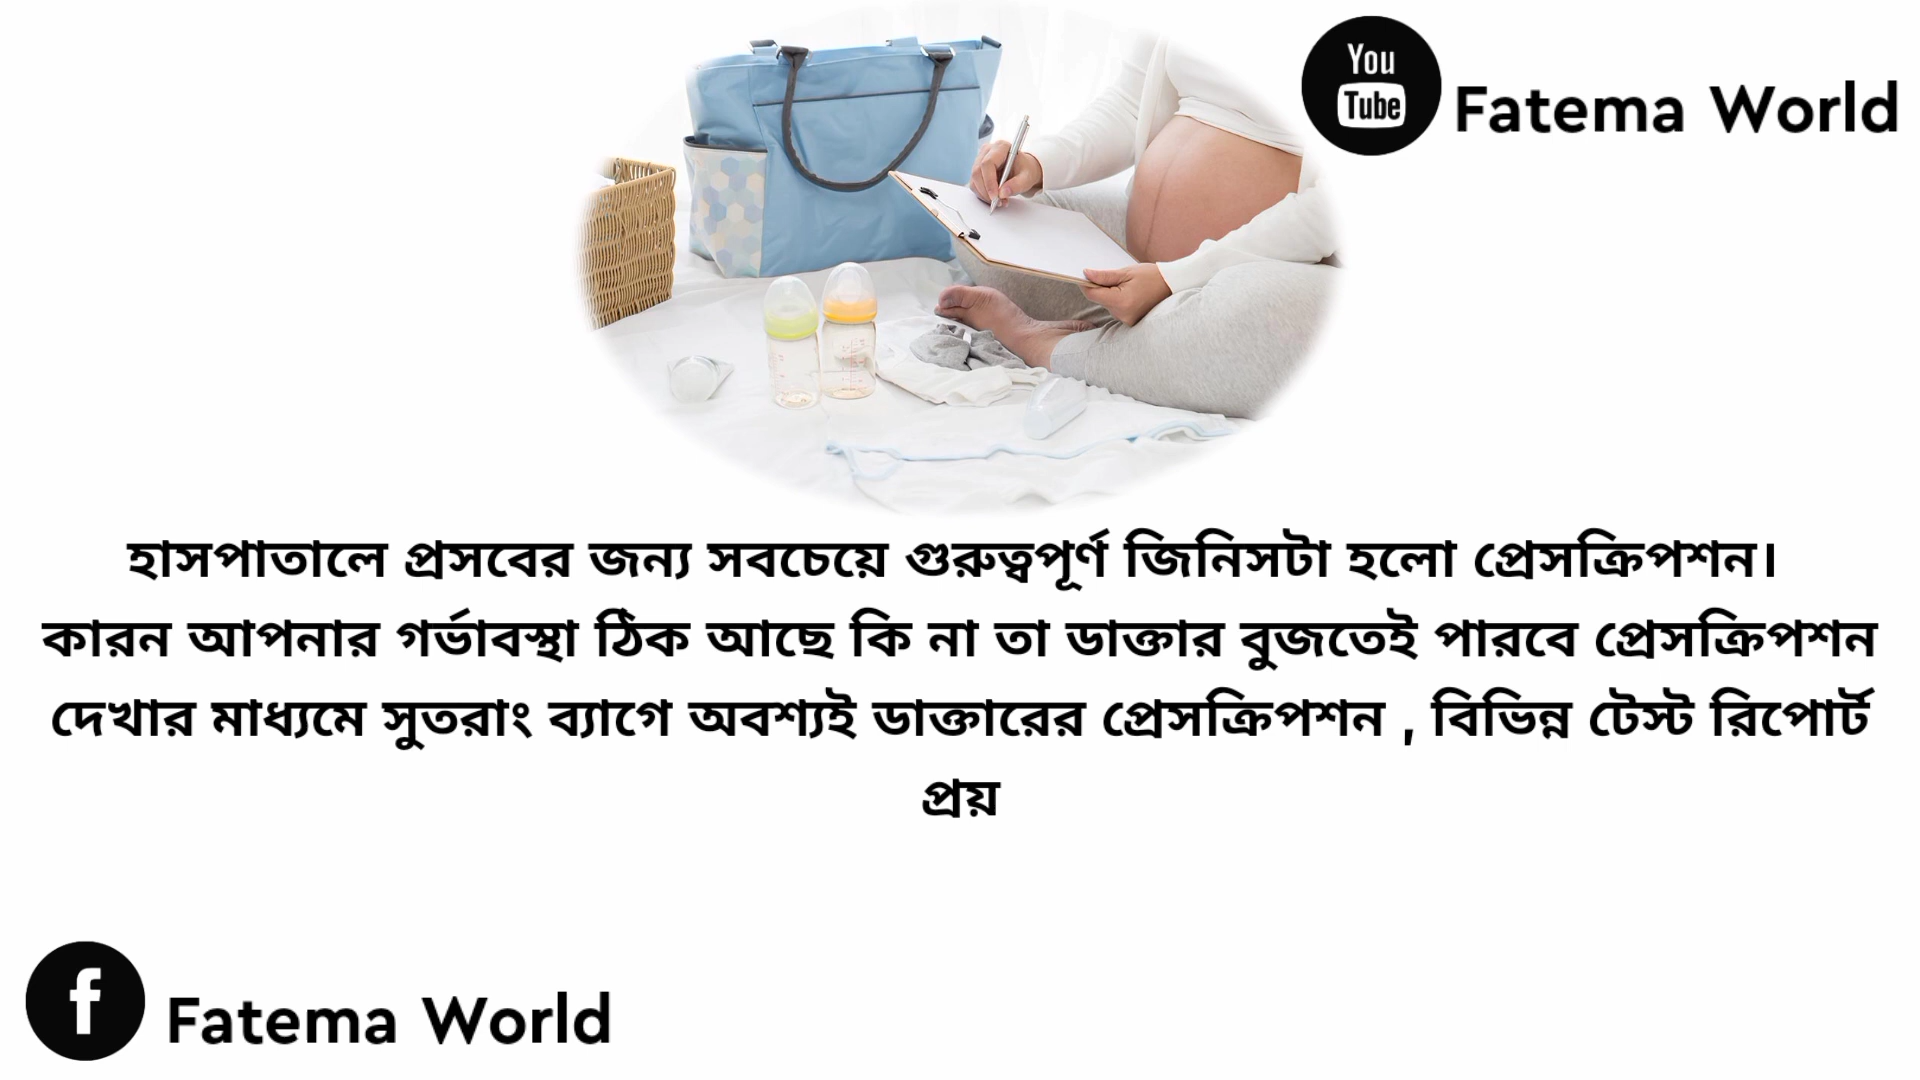 You
Tube
Fatema World
হাসপাতালে প্রসবের জন্য সবচেয়ে গুরুত্বপূর্ণ জিনিসটা হলো প্রেসক্রিপশন।
কারন আপনার গর্ভাবস্থা ঠিক আছে কি না তা ডাক্তার বুজতেই পারবে প্রেসক্রিপশন
দেখার মাধ্যমে সুতরাং ব্যাগে অবশ্যই ডাক্তারের প্রেসক্রিপশন , বিভিন্ন টেস্ট রিপোর্ট
প্রয়
f Fatema World